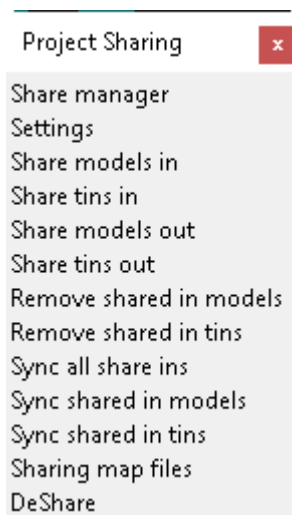 Project Sharing
x
Share manager
Settings
Share models in
Share tins in
Share models out
Share tins out
Remove shared in models
Remove shared in tins
Sync all share ins
Sync shared in models
Sync shared in tins
Sharing map files
DeShare